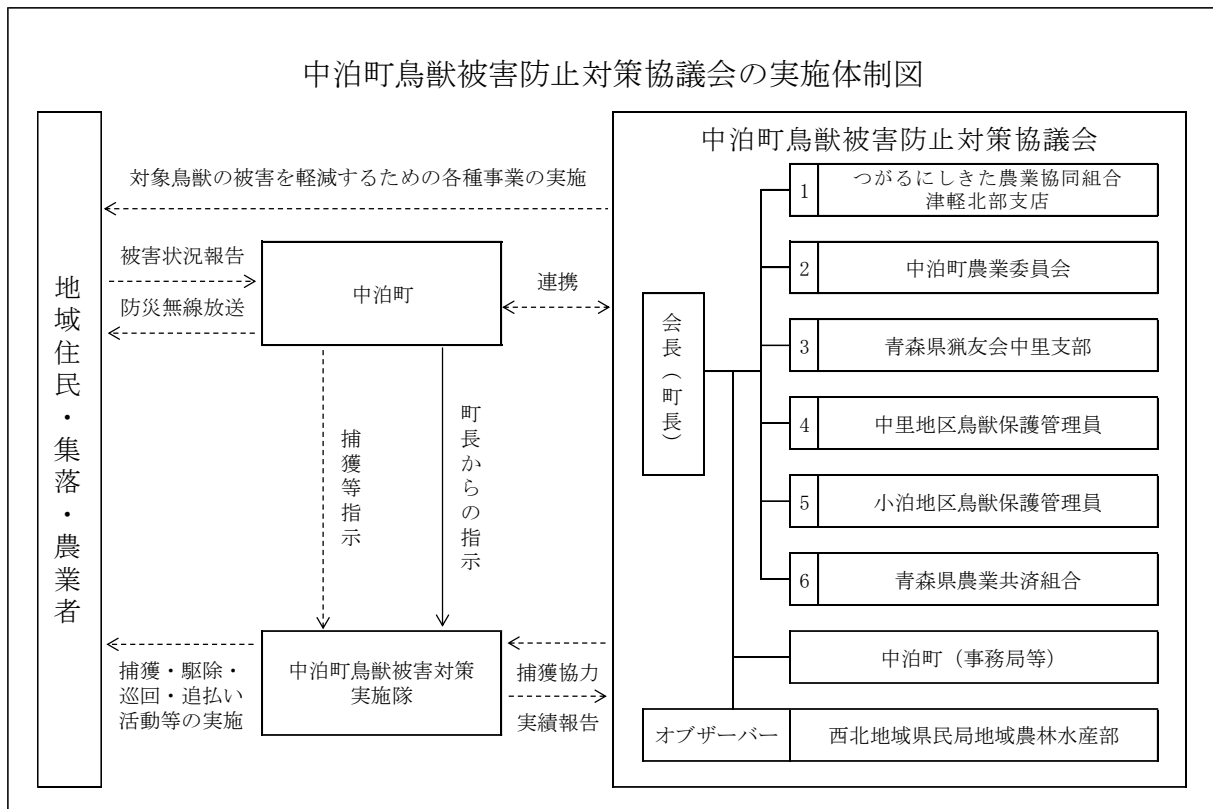 中泊町鳥獣被害防止対策協議会の実施体制図
地域住民・集落・農業者
対象鳥獣の被害を軽減するための各種事業の実施
被害状況報告
防災無線放送
中泊町
連携
捕獲等指示
町長からの指示
捕獲・駆除・
巡回・追払い
活動等の実施
中泊町鳥獣被害対策
実施隊
捕獲協力
実績報告
中泊町鳥獣被害防止対策協議会
会長（町長）
1
つがるにしきた農業協同組合
津軽北部支店
2 中泊町農業委員会
3 青森県猟友会中里支部
4 中里地区鳥獣保護管理員
5 小泊地区鳥獣保護管理員
6 青森県農業共済組合
中泊町（事務局等）
オブザーバー 西北地域県民局地域農林水産部